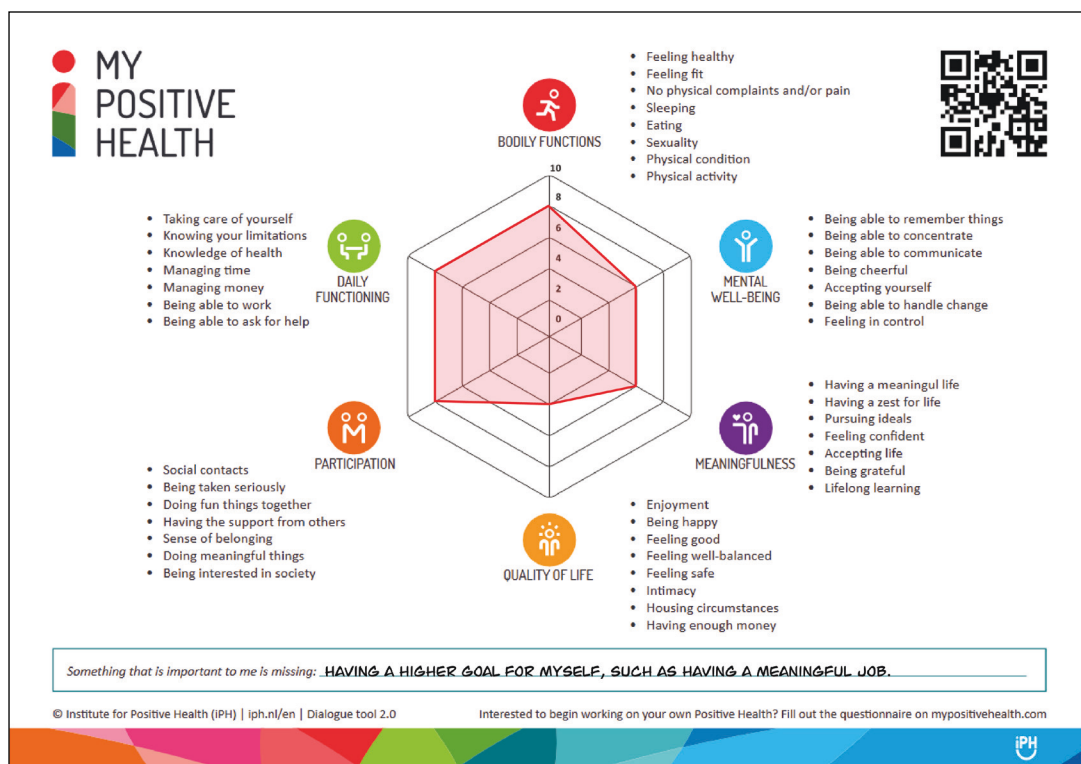 MY
POSITIVE
HEALTH
• Feeling healthy
• Feeling fit
• No physical complaints and/or pain
• Sleeping
• Eating
• Sexuality
• Physical condition
• Physical activity
BODILY FUNCTIONS
10
8
6
4
2
0
• Taking care of yourself
• Knowing your limitations
• Knowledge of health
• Managing time
• Managing money
• Being able to work
• Being able to ask for help
DAILY
FUNCTIONING
MENTAL
WELL-BEING
• Being able to remember things
• Being able to concentrate
• Being able to communicate
• Being cheerful
• Accepting yourself
• Being able to handle change
• Feeling in control
PARTICIPATION
• Social contacts
• Being taken seriously
• Doing fun things together
• Having the support from others
• Sense of belonging
• Doing meaningful things
• Being interested in society
MEANINGFULNESS
• Having a meaningul life
• Having a zest for life
• Pursuing ideals
• Feeling confident
• Accepting life
• Being grateful
• Lifelong learning
QUALITY OF LIFE
• Enjoyment
• Being happy
• Feeling good
• Feeling well-balanced
• Feeling safe
• Intimacy
• Housing circumstances
• Having enough money
Something that is important to me is missing: HAVING A HIGHER GOAL FOR MYSELF, SUCH AS HAVING A MEANINGFUL JOB.
© Institute for Positive Health (iPH) | iph.nl/en | Dialogue tool 2.0
Interested to begin working on your own Positive Health? Fill out the questionnaire on mypositivehealth.com
iPH